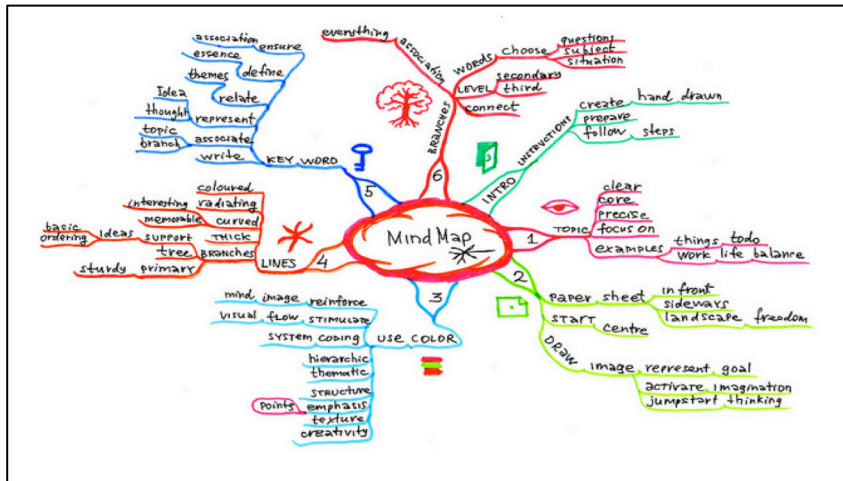 Mind Map
INTRO
INSTRUCTIONS
create hand drawn
prepare
follow steps
1
TOPIC
clear
core
precise
focus on
examples
things todo
work life balance
2
paper sheet
in front
sideways
landscape freedom
START centre
DRAW
image represent goal
activate imagination
jumpstart thinking
3
USE COLOR
mind image reinforce
visual flow STIMULATE
SYSTEM CODING
hierarchic
thematic
STRUCTURE
Points emphasis
texture
CREATIVITY
4
LINES
coloured
interesting radiating
memorable curved
THICK
basic
ordering
Ideas support
tree BRANCHES
sturdy primary
5
KEY WORD
association ensure
essence
define
themes
relate
Idea
thought
represent
topic
branch
associate
write
6
BRANCHES
everything association
WORDS choose
questions
subject
situation
LEVEL
secondary
third
connect